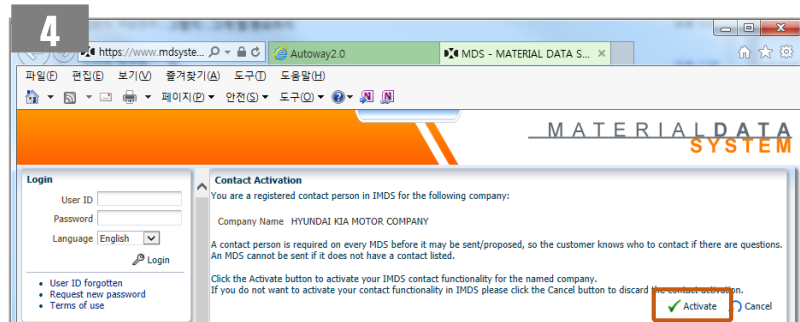 4
https://www.mdsyste...
Autoway2.0
MDS - MATERIAL DATA S...
파일(F) 편집(E) 보기(V) 즐겨찾기(A) 도구(T) 도움말(H)
페이지(P) 안전(S) 도구(O)
MATERIALDATA
SYSTEM
Login
User ID
Password
Language English
Login
User ID forgotten
Request new password
Terms of use
Contact Activation
You are a registered contact person in IMDS for the following company:
Company Name HYUNDAI KIA MOTOR COMPANY
A contact person is required on every MDS before it may be sent/proposed, so the customer knows who to contact if there are questions.
An MDS cannot be sent if it does not have a contact listed.
Click the Activate button to activate your IMDS contact functionality for the named company.
If you do not want to activate your contact functionality in IMDS please click the Cancel button to discard the contact activation.
Activate Cancel